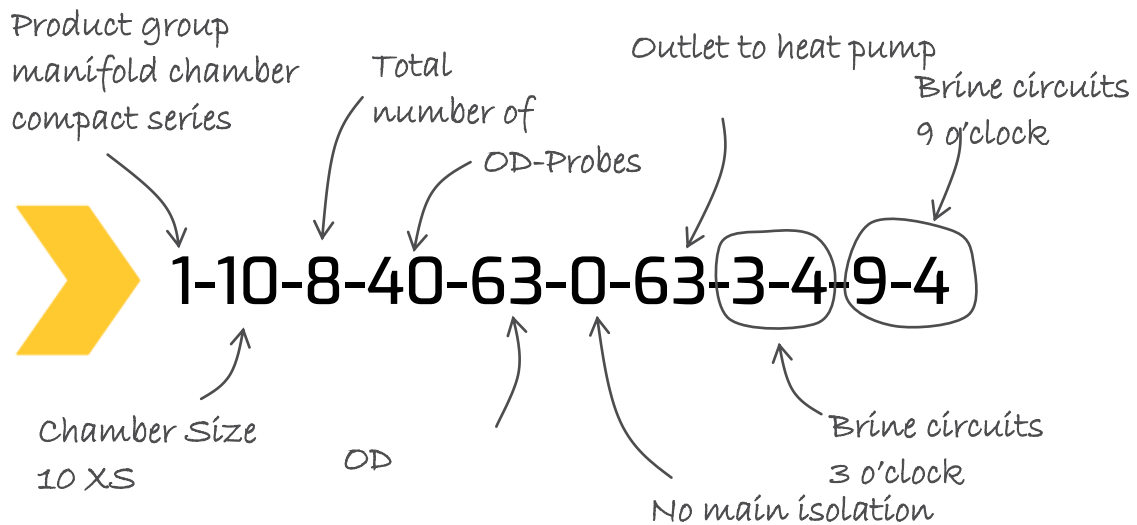 Product group
manifold chamber
compact series
Total
number of
OD-Probes
Outlet to heat pump
Brine circuits
9 o'clock
1-10-8-40-63-0-63-3-4-9-4
Chamber Size
10 XS
OD
No main isolation
Brine circuits
3 o'clock